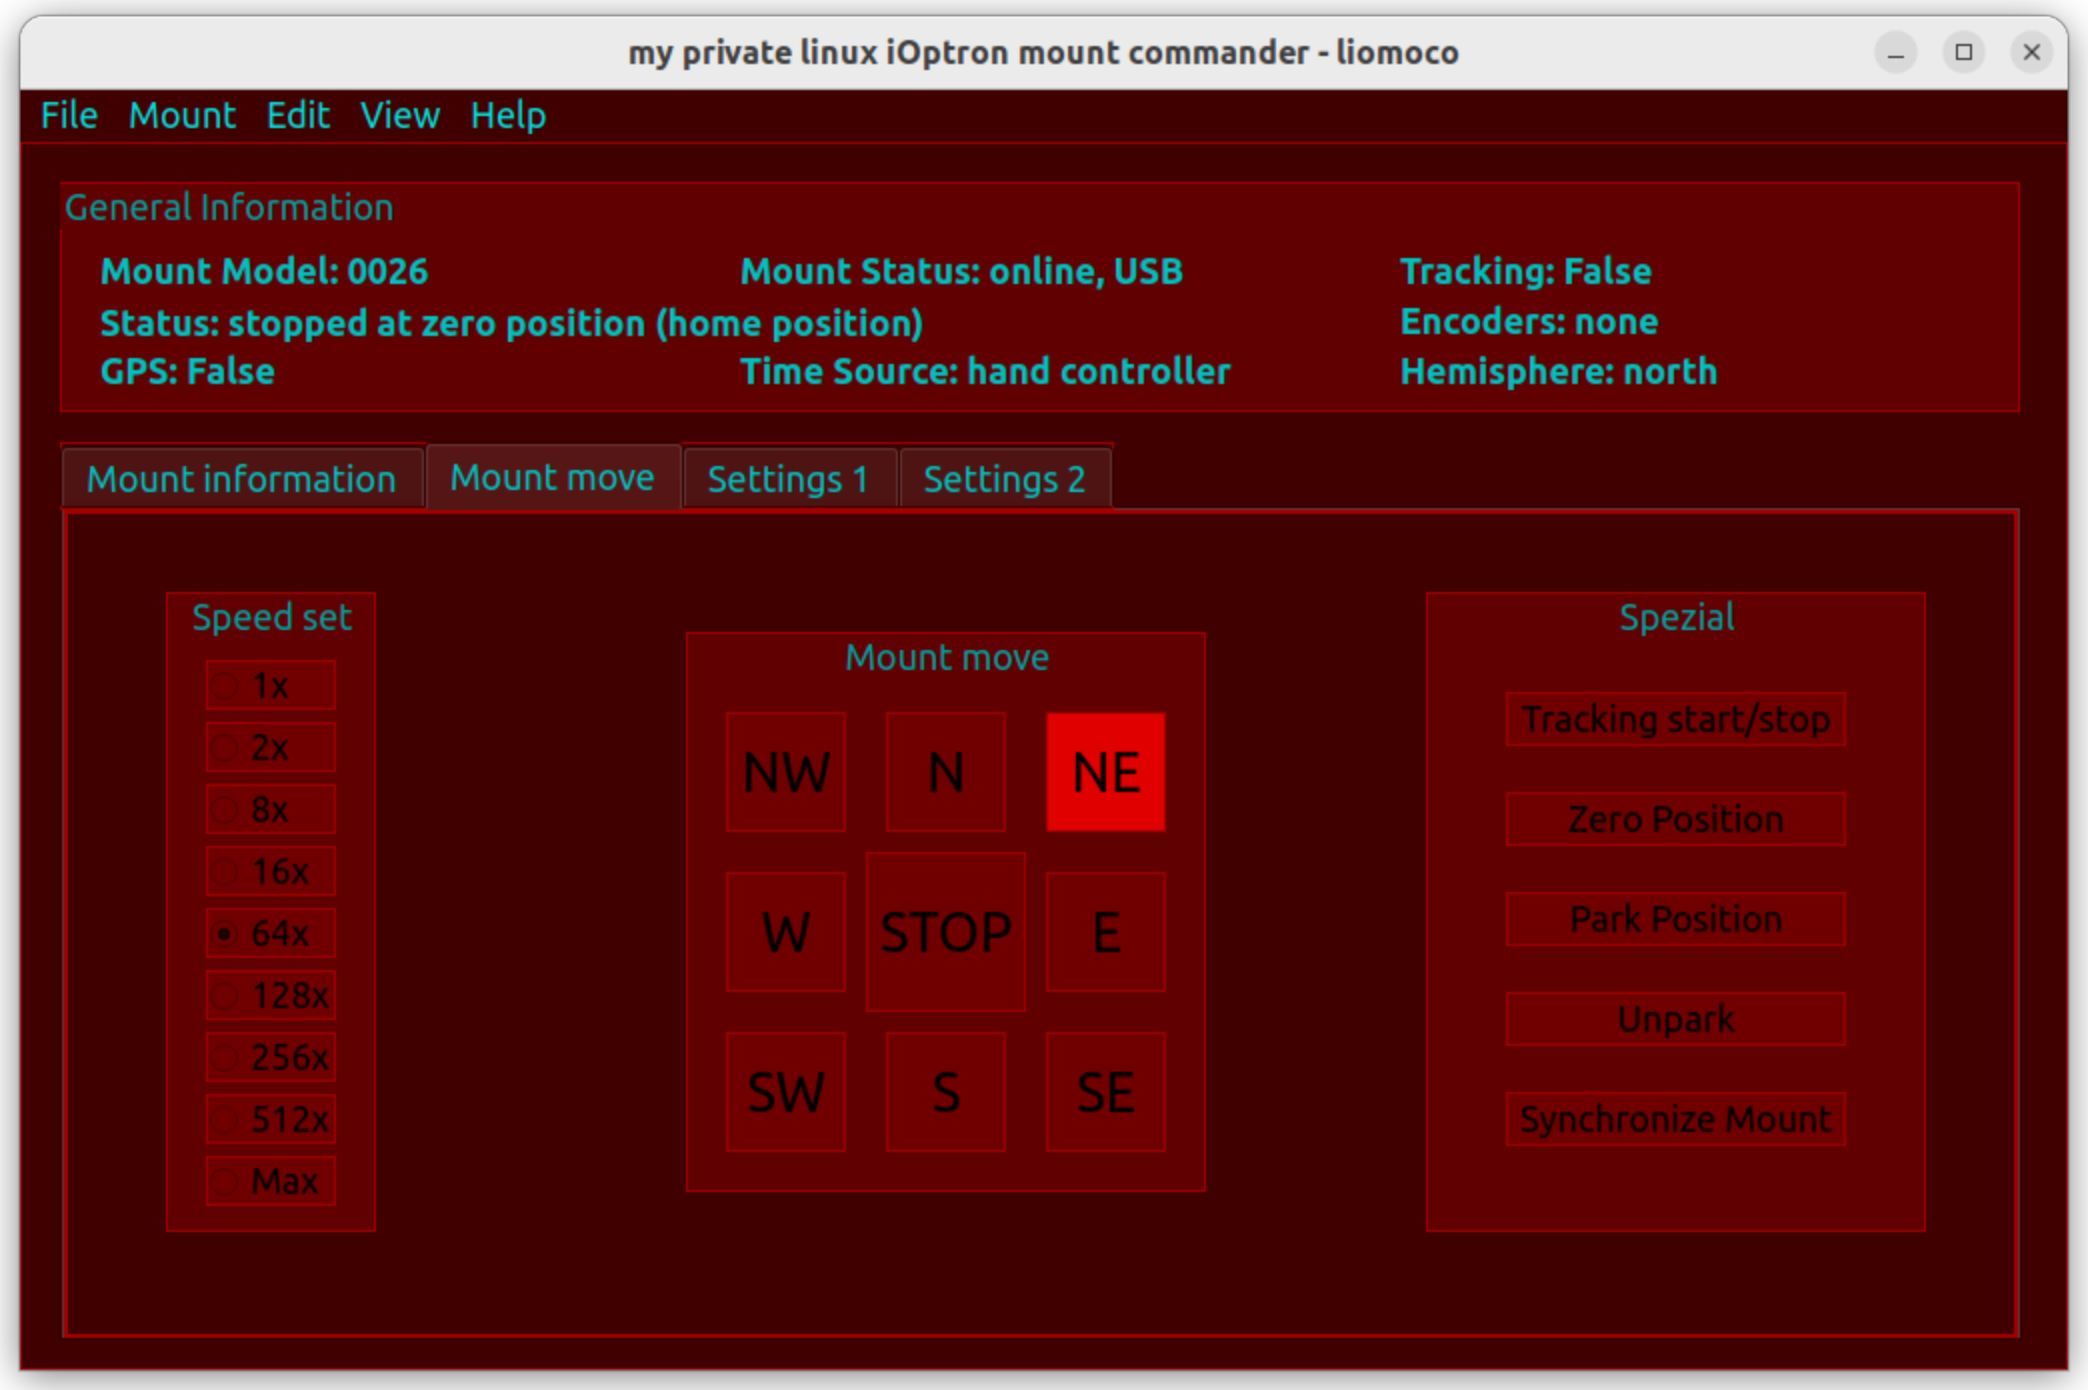 my private linux iOptron mount commander - liomoco
File Mount Edit View Help
General Information
Mount Model: 0026 Mount Status: online, USB Tracking: False
Status: stopped at zero position (home position) Encoders: none
GPS: False Time Source: hand controller Hemisphere: north
Mount information Mount move Settings 1 Settings 2
Speed set
1x
2x
8x
16x
64x
128x
256x
512x
Max
Mount move
NW N NE
W STOP E
SW S SE
Spezial
Tracking start/stop
Zero Position
Park Position
Unpark
Synchronize Mount